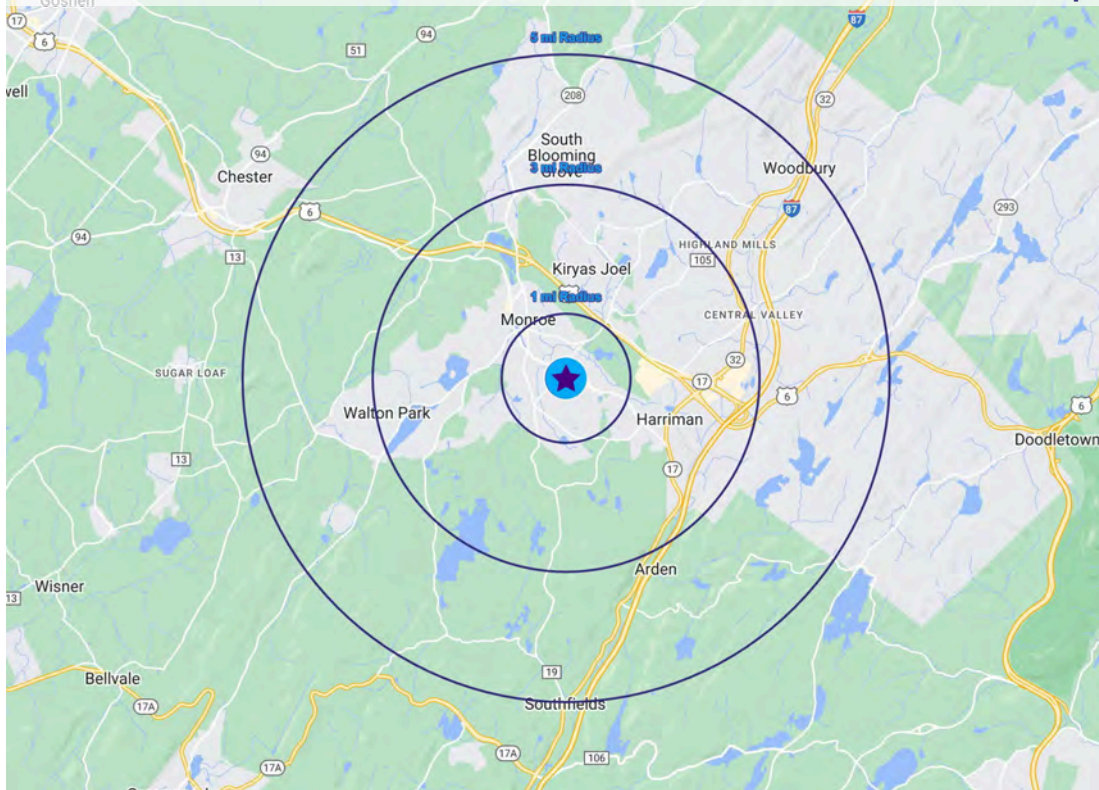 Goshen
17
6
51
94
87
5 mi Radius
32
208
well
94
South
Blooming
Grove
3 mi Radius
Woodbury
Chester
87
6
293
94
13
HIGHLAND MILLS
105
Kiryas Joel
1 mi Radius
Monroe
CENTRAL VALLEY
32
SUGAR LOAF
17
6
6
Walton Park
Harriman
Doodletown
13
17
Arden
Wisner
13
19
Bellvale
17A
Southfields
17A
106
17A